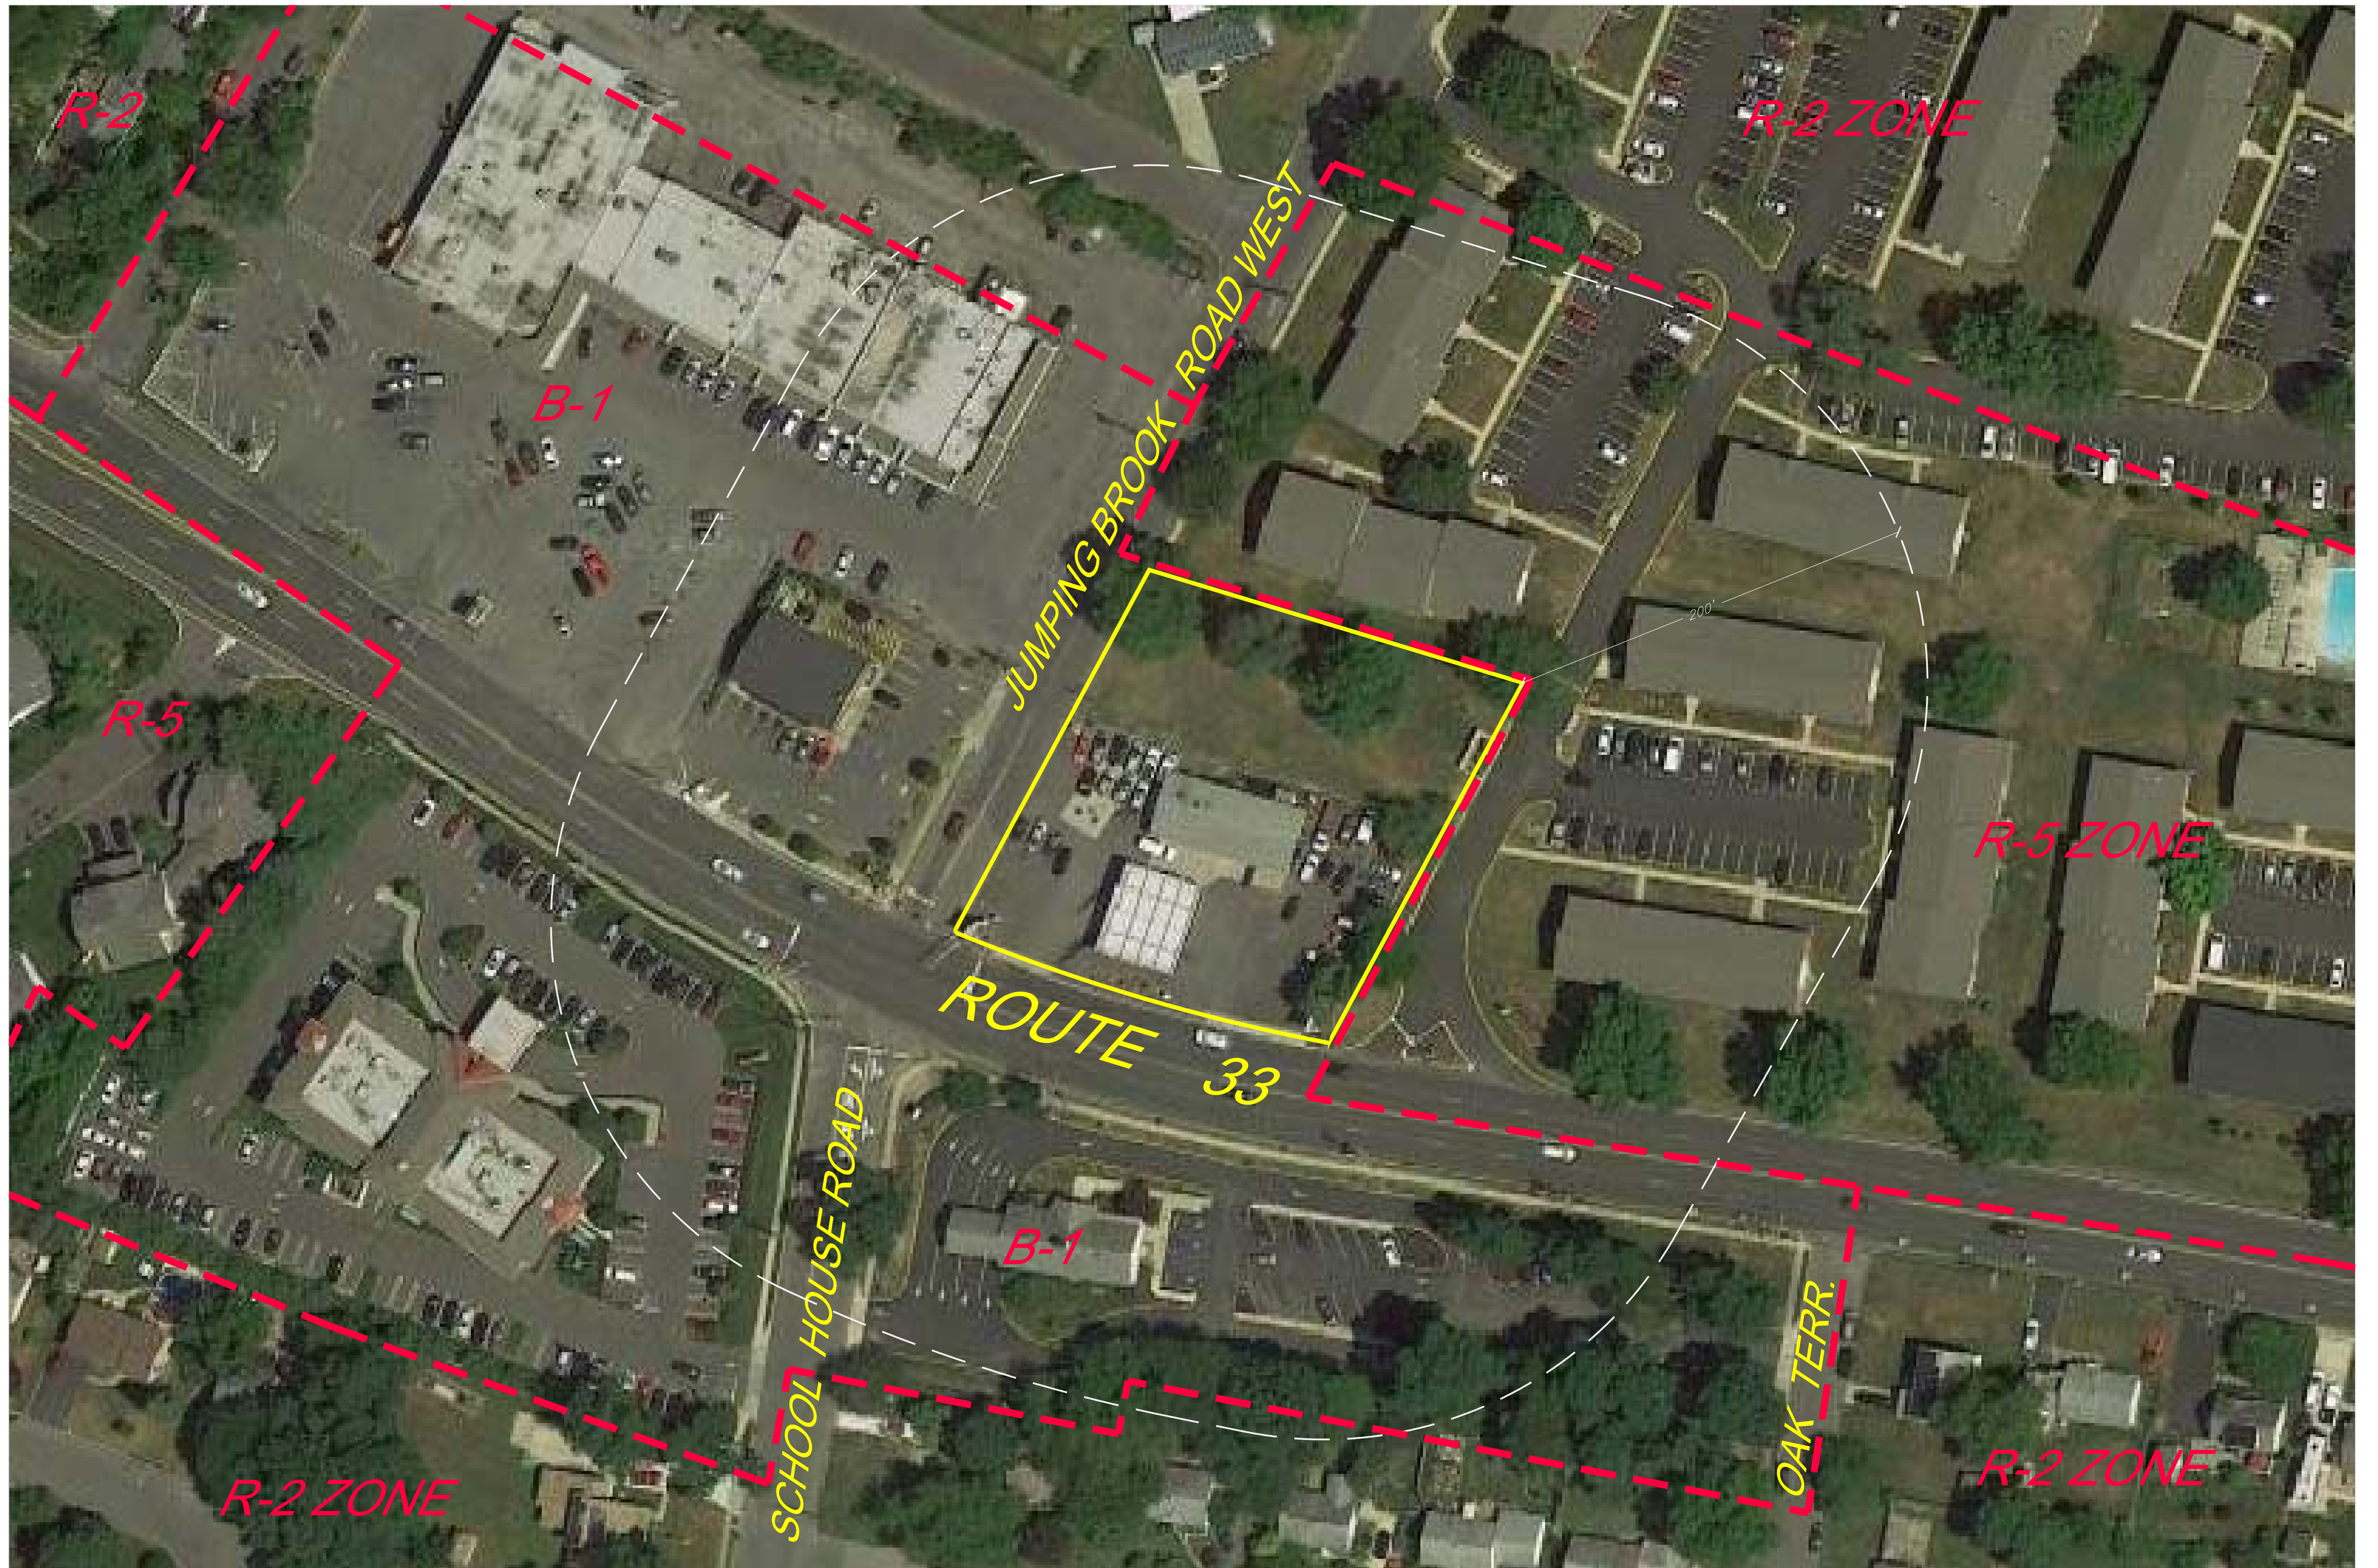 R-2
R-2 ZONE
B-1
JUMPING BROOK ROAD WEST
200'
R-5
R-5 ZONE
ROUTE 33
SCHOOL HOUSE ROAD
B-1
OAK TERR.
R-2 ZONE
R-2 ZONE